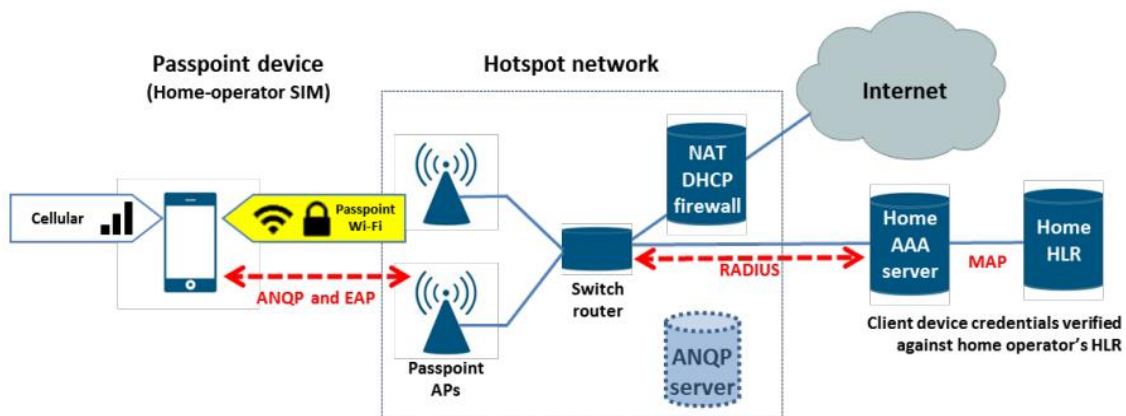 Passpoint device
(Home-operator SIM)
Hotspot network
Internet
NAT
DHCP
firewall
Cellular
Passpoint
Wi-Fi
Home
AAA
server
Home
HLR
MAP
RADIUS
ANQP and EAP
Switch
router
Passpoint
APs
ANQP
server
Client device credentials verified
against home operator's HLR